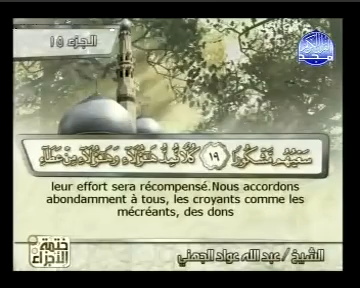 الجزء ١٥
سَعْيُهُم مَّشْكُورًا ١٩ كُلًّا نُّمِدُّ هَٰؤُلَاءِ وَهَٰؤُلَاءِ مِنْ عَطَاءِ
leur effort sera récompensé.Nous accordons
abondamment à tous, les croyants comme les
mécréants, des dons
ختمة
الأجزاء
الشيخ / عبد الله عواد الجهني